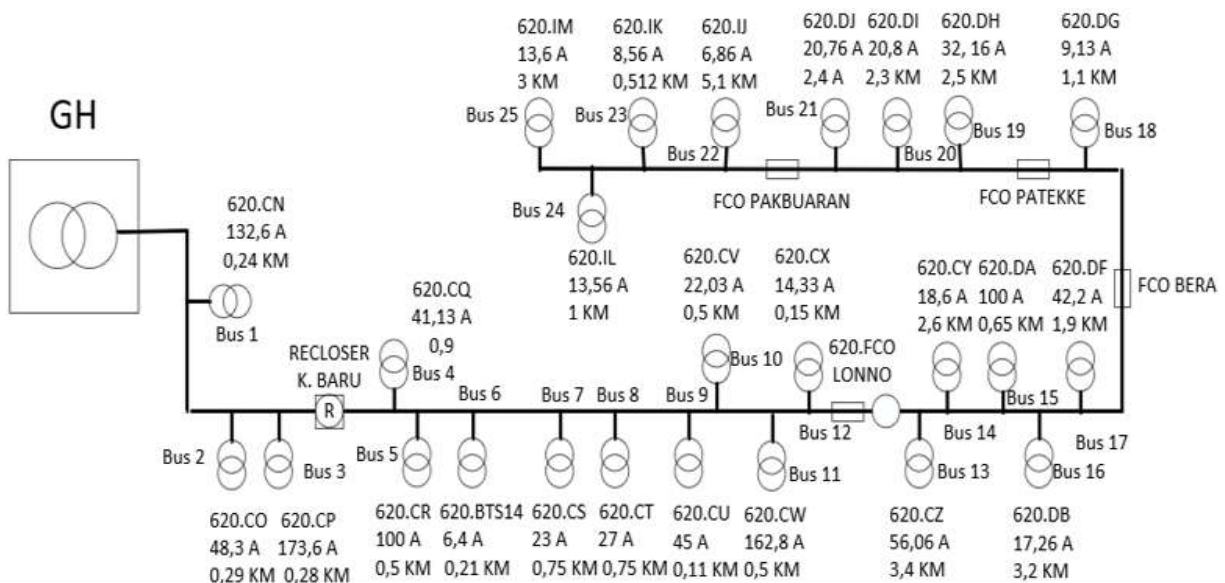 GH
620.CN
132,6 A
0,24 KM
Bus 1
620.IM
13,6 A
3 KM
Bus 25
620.IK
8,56 A
0,512 KM
Bus 23
620.IJ
6,86 A
5,1 KM
Bus 22
620.DJ
20,76 A
2,4 A
Bus 21
620.DI
20,8 A
2,3 KM
Bus 20
620.DH
32, 16 A
2,5 KM
Bus 19
620.DG
9,13 A
1,1 KM
Bus 18
FCO PAKBUARAN
FCO PATEKKE
Bus 24
620.IL
13,56 A
1 KM
FCO BERA
RECLOSER
K. BARU
R
620.CQ
41,13 A
0,9
Bus 4
620.CV
22,03 A
0,5 KM
Bus 10
620.CX
14,33 A
0,15 KM
620.FCO
LONNO
620.CY
18,6 A
2,6 KM
620.DA
100 A
0,65 KM
620.DF
42,2 A
1,9 KM
Bus 6
Bus 7
Bus 8
Bus 9
Bus 12
Bus 14
Bus 15
Bus 17
Bus 2
Bus 3
Bus 5
Bus 11
Bus 13
Bus 16
620.CO
48,3 A
0,29 KM
620.CP
173,6 A
0,28 KM
620.CR
100 A
0,5 KM
620.BTS14
6,4 A
0,21 KM
620.CS
23 A
0,75 KM
620.CT
27 A
0,75 KM
620.CU
45 A
0,11 KM
620.CW
162,8 A
0,5 KM
620.CZ
56,06 A
3,4 KM
620.DB
17,26 A
3,2 KM